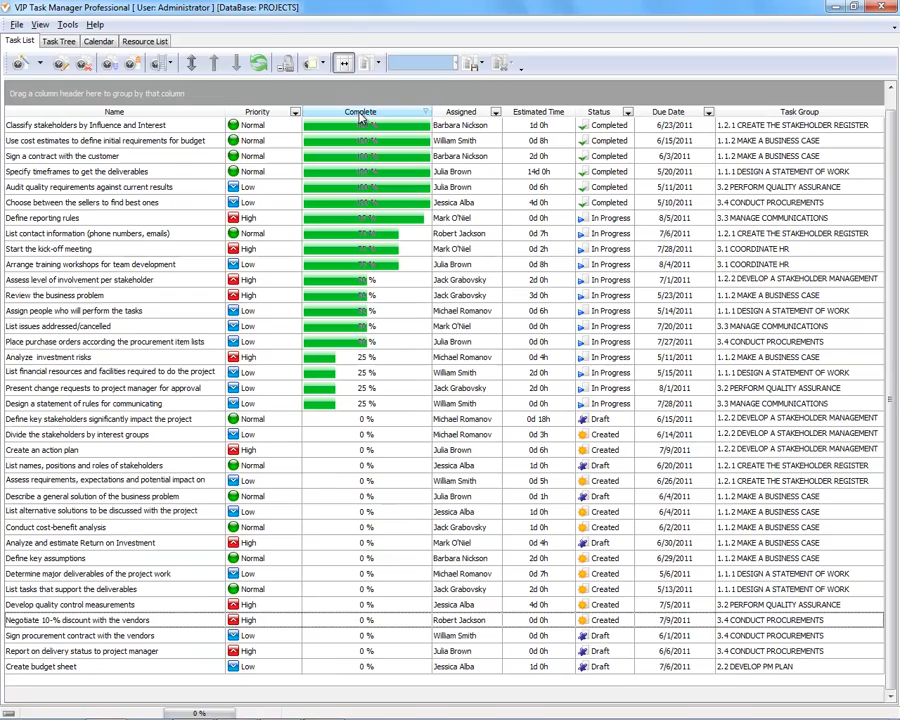 VIP Task Manager Professional [ User: Administrator ] [DataBase: PROJECTS]
File View Tools Help
Task List Task Tree Calendar Resource List
Drag a column header here to group by that column
Name Priority Complete Assigned Estimated Time Status Due Date Task Group
Classify stakeholders by Influence and Interest Normal 100 % Barbara Nickson 1d 0h Completed 6/23/2011 1.2.1 CREATE THE STAKEHOLDER REGISTER
Use cost estimates to define initial requirements for budget Normal 100 % William Smith 0d 8h Completed 6/15/2011 1.1.2 MAKE A BUSINESS CASE
Sign a contract with the customer Normal 100 % William Smith 2d 0h Completed 6/3/2011 1.1.2 MAKE A BUSINESS CASE
Specify timeframes to get the deliverables Normal 100 % Julia Brown 14d 0h Completed 5/20/2011 1.1.1 DESIGN A STATEMENT OF WORK
Audit quality requirements against current results Low 100 % Julia Brown 0d 6h Completed 5/11/2011 3.2 PERFORM QUALITY ASSURANCE
Choose between the sellers to find best ones Low 100 % Jessica Alba 4d 0h Completed 5/10/2011 3.4 CONDUCT PROCUREMENTS
Define reporting rules High Mark O'Niel 0d 0h In Progress 8/5/2011 3.3 MANAGE COMMUNICATIONS
List contact information (phone numbers, emails) Normal Robert Jackson 0d 7h In Progress 7/6/2011 1.2.1 CREATE THE STAKEHOLDER REGISTER
Start the kick-off meeting High Mark O'Niel 0d 2h In Progress 7/28/2011 3.1 COORDINATE HR
Arrange training workshops for team development Low Julia Brown 0d 8h In Progress 8/4/2011 3.1 COORDINATE HR
Assess level of involvement per stakeholder High % Jack Grabovsky 2d 0h In Progress 7/1/2011 1.2.2 DEVELOP A STAKEHOLDER MANAGEMENT
Review the business problem High % Jack Grabovsky 3d 0h In Progress 5/23/2011 1.1.2 MAKE A BUSINESS CASE
Assign people who will perform the tasks Low % Michael Romanov 0d 6h In Progress 5/14/2011 1.1.1 DESIGN A STATEMENT OF WORK
List issues addressed/cancelled Low % Mark O'Niel 0d 0h In Progress 7/20/2011 3.3 MANAGE COMMUNICATIONS
Place purchase orders according the procurement item lists Low % Julia Brown 0d 0h In Progress 7/27/2011 3.4 CONDUCT PROCUREMENTS
Analyze investment risks High 25 % Michael Romanov 0d 4h In Progress 5/11/2011 1.1.2 MAKE A BUSINESS CASE
List financial resources and facilities required to do the project Low 25 % William Smith 2d 0h In Progress 5/15/2011 1.1.1 DESIGN A STATEMENT OF WORK
Present change requests to project manager for approval Low 25 % Jack Grabovsky 2d 0h In Progress 8/1/2011 3.2 PERFORM QUALITY ASSURANCE
Design a statement of rules for communicating Low 25 % William Smith 0d 0h In Progress 7/28/2011 3.3 MANAGE COMMUNICATIONS
Define key stakeholders significantly impact the project Normal 0 % Michael Romanov 0d 18h Draft 6/15/2011 1.2.2 DEVELOP A STAKEHOLDER MANAGEMENT
Divide the stakeholders by interest groups Low 0 % Michael Romanov 0d 3h Created 6/14/2011 1.2.2 DEVELOP A STAKEHOLDER MANAGEMENT
Create an action plan High 0 % Julia Brown 0d 6h Created 7/9/2011 1.2.2 DEVELOP A STAKEHOLDER MANAGEMENT
List names, positions and roles of stakeholders Normal 0 % Jessica Alba 1d 0h Draft 6/20/2011 1.2.1 CREATE THE STAKEHOLDER REGISTER
Assess requirements, expectations and potential impact on Low 0 % William Smith 0d 5h Created 6/26/2011 1.2.1 CREATE THE STAKEHOLDER REGISTER
Describe a general solution of the business problem Normal 0 % Julia Brown 0d 1h Draft 6/4/2011 1.1.2 MAKE A BUSINESS CASE
List alternative solutions to be discussed with the project Low 0 % Jessica Alba 1d 0h Created 6/4/2011 1.1.2 MAKE A BUSINESS CASE
Conduct cost-benefit analysis Normal 0 % Jack Grabovsky 1d 0h Created 6/2/2011 1.1.2 MAKE A BUSINESS CASE
Analyze and estimate Return on Investment High 0 % Mark O'Niel 0d 4h Draft 6/30/2011 1.1.2 MAKE A BUSINESS CASE
Define key assumptions Normal 0 % Barbara Nickson 2d 0h Created 6/29/2011 1.1.2 MAKE A BUSINESS CASE
Determine major deliverables of the project work Low 0 % Michael Romanov 0d 7h Created 5/6/2011 1.1.1 DESIGN A STATEMENT OF WORK
List tasks that support the deliverables Normal 0 % Jack Grabovsky 2d 0h Created 5/13/2011 1.1.1 DESIGN A STATEMENT OF WORK
Develop quality control measurements High 0 % Jessica Alba 4d 0h Created 7/5/2011 3.2 PERFORM QUALITY ASSURANCE
Negotiate 10-% discount with the vendors High 0 % Robert Jackson 0d 0h Created 7/9/2011 3.4 CONDUCT PROCUREMENTS
Sign procurement contract with the vendors Low 0 % William Smith 0d 0h Draft 6/1/2011 3.4 CONDUCT PROCUREMENTS
Report on delivery status to project manager High 0 % Julia Brown 0d 0h Draft 6/6/2011 3.4 CONDUCT PROCUREMENTS
Create budget sheet Low 0 % Jessica Alba 1d 0h Draft 7/6/2011 2.2 DEVELOP PM PLAN
0 %